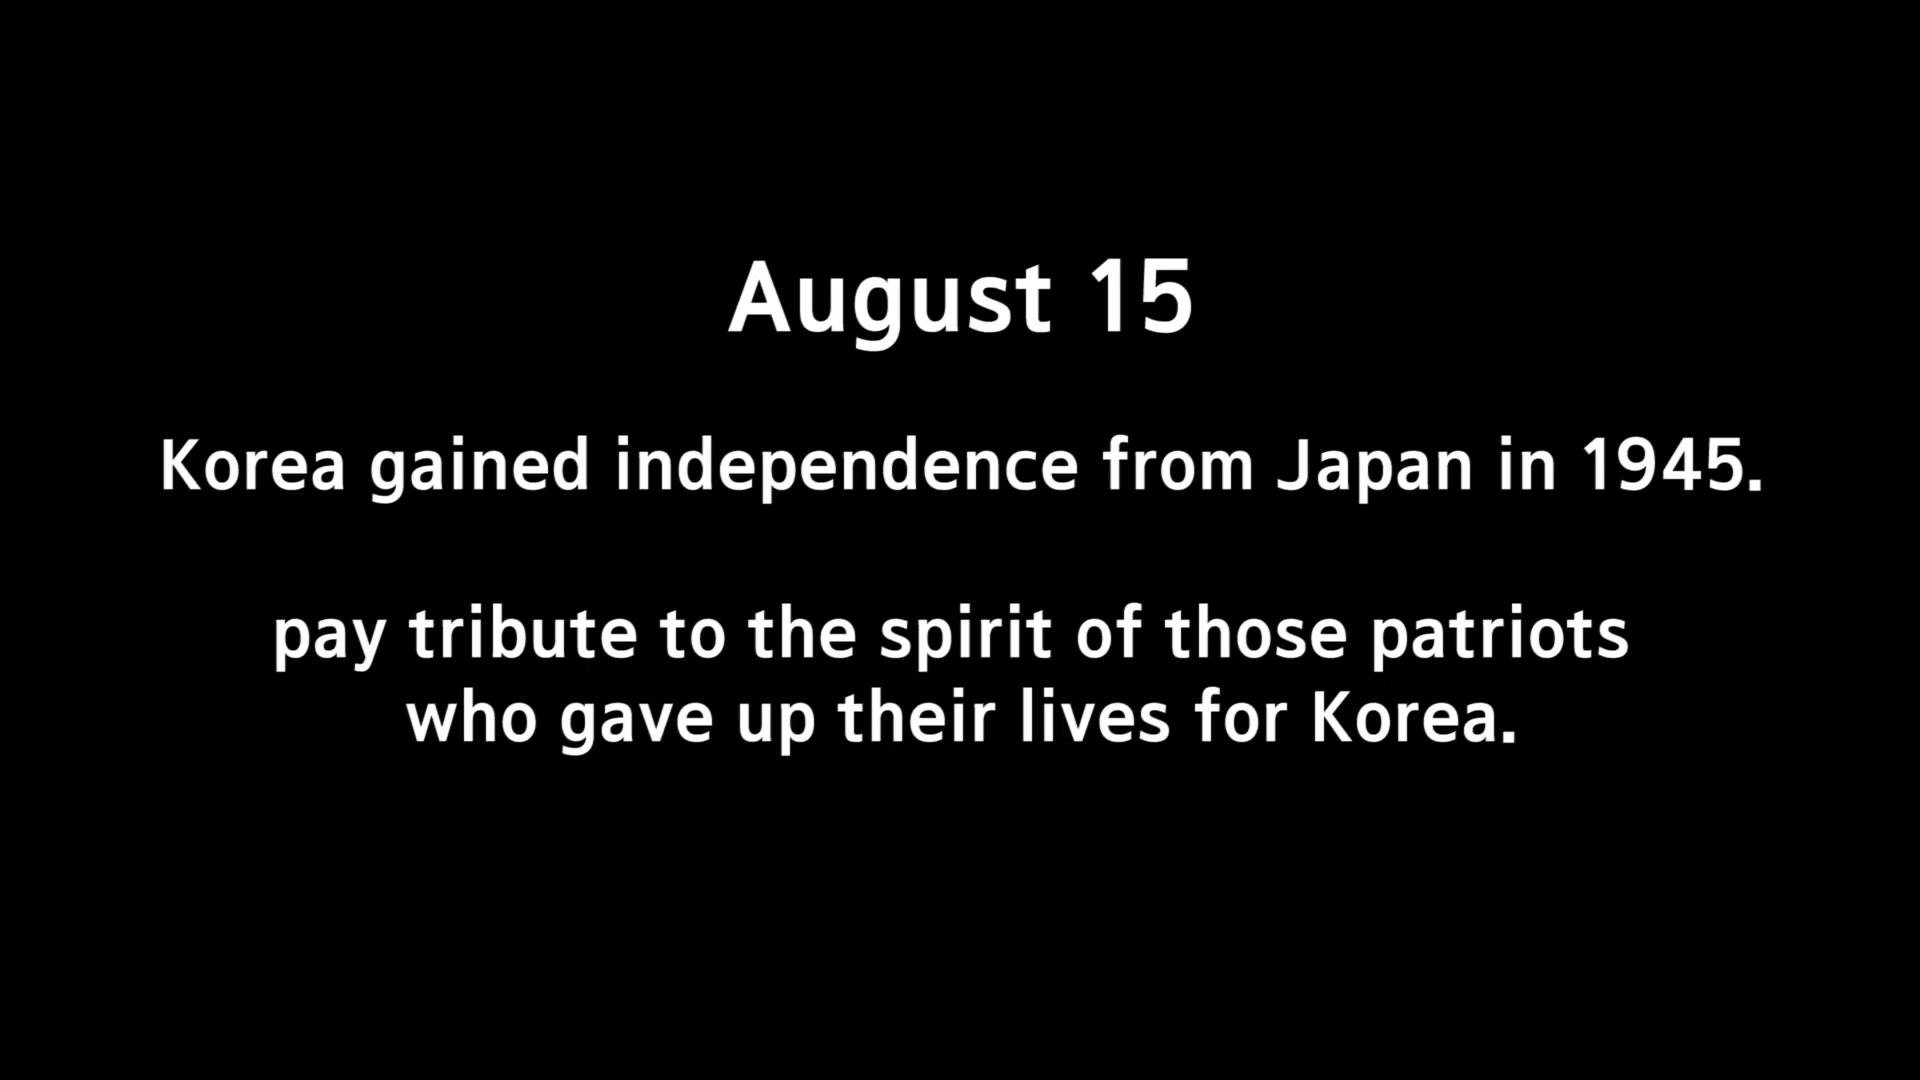 August 15
Korea gained independence from Japan in 1945.
pay tribute to the spirit of those patriots
who gave up their lives for Korea.